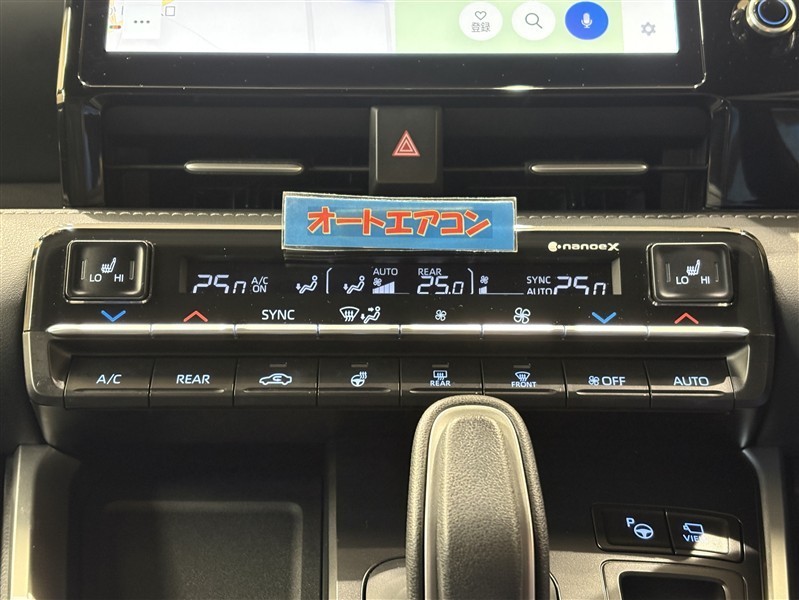 登録
オートエアコン
nanoeX
LO HI
25.0 A/C ON
AUTO
REAR
25.0
SYNC
AUTO 25.0
LO HI
SYNC
A/C
REAR
REAR
FRONT
OFF
AUTO
P
VIEW